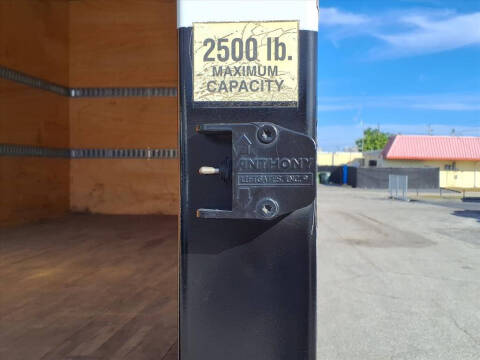 2500 lb.
MAXIMUM
CAPACITY
ANTHONY
LIFTGATES, INC.®